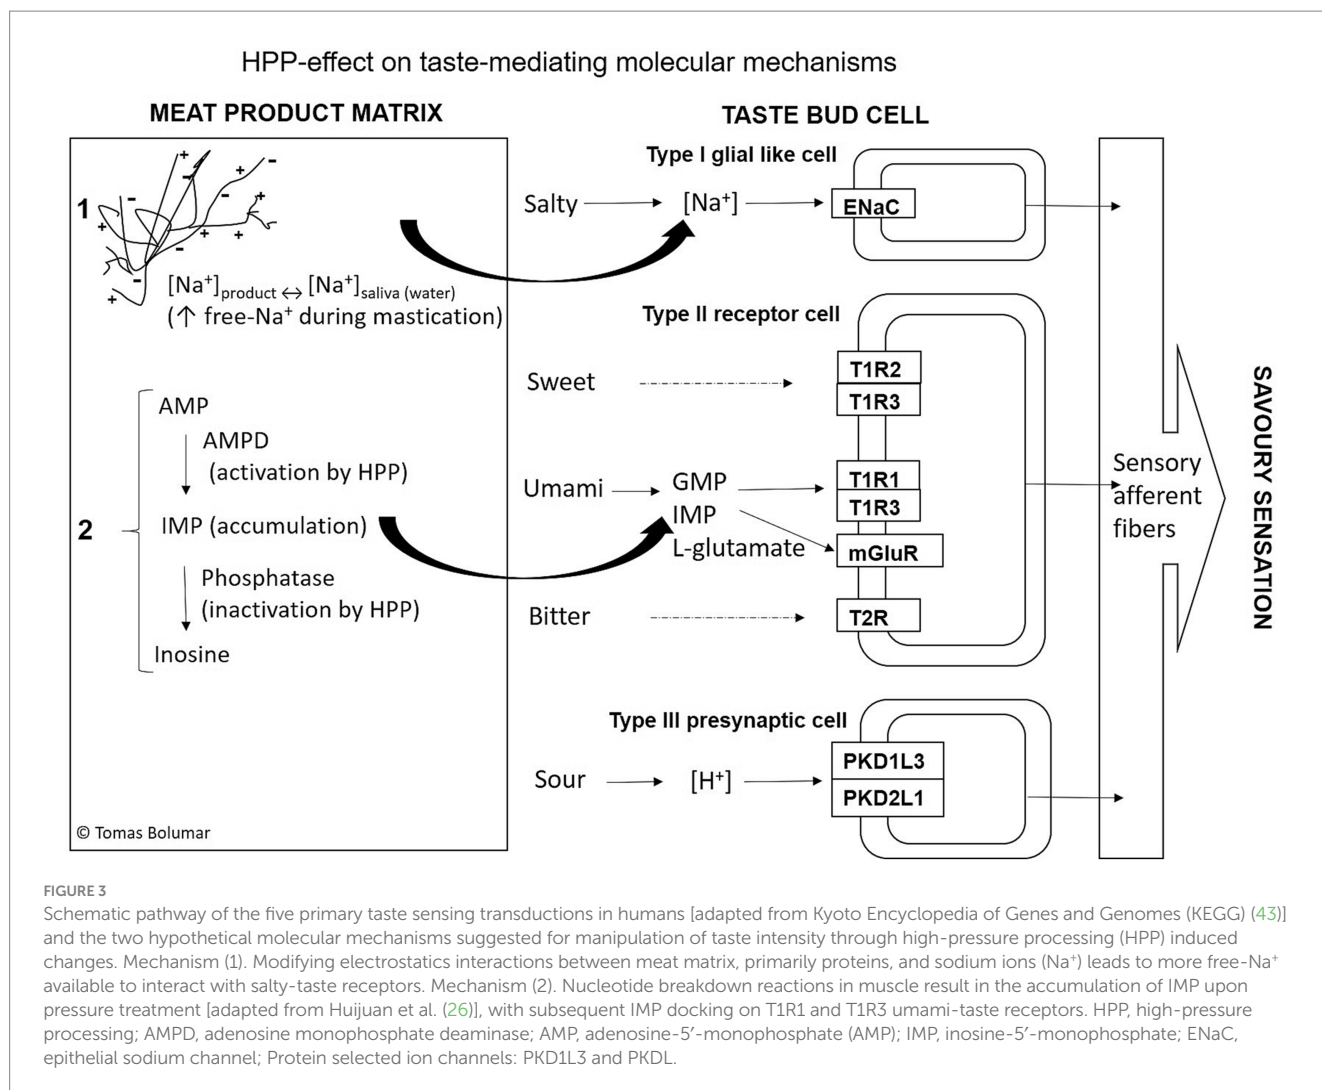 HPP-effect on taste-mediating molecular mechanisms
MEAT PRODUCT MATRIX
TASTE BUD CELL
1
+
-
+
-
-
+
-
+
+
-
+
+
-
-
+
[Na⁺]product ↔ [Na⁺]saliva (water)
(↑ free-Na⁺ during mastication)
2
AMP
AMPD
(activation by HPP)
IMP (accumulation)
Phosphatase
(inactivation by HPP)
Inosine
© Tomas Bolumar
Type I glial like cell
Salty
[Na⁺]
ENaC
Type II receptor cell
Sweet
T1R2
T1R3
Umami
GMP
IMP
L-glutamate
T1R1
T1R3
mGluR
Bitter
T2R
Type III presynaptic cell
Sour
[H⁺]
PKD1L3
PKD2L1
Sensory
afferent
fibers
SAVOURY SENSATION
FIGURE 3
Schematic pathway of the five primary taste sensing transductions in humans [adapted from Kyoto Encyclopedia of Genes and Genomes (KEGG) (43)]
and the two hypothetical molecular mechanisms suggested for manipulation of taste intensity through high-pressure processing (HPP) induced
changes. Mechanism (1). Modifying electrostatics interactions between meat matrix, primarily proteins, and sodium ions (Na⁺) leads to more free-Na⁺
available to interact with salty-taste receptors. Mechanism (2). Nucleotide breakdown reactions in muscle result in the accumulation of IMP upon
pressure treatment [adapted from Huijuan et al. (26)], with subsequent IMP docking on T1R1 and T1R3 umami-taste receptors. HPP, high-pressure
processing; AMPD, adenosine monophosphate deaminase; AMP, adenosine-5′-monophosphate (AMP); IMP, inosine-5′-monophosphate; ENaC,
epithelial sodium channel; Protein selected ion channels: PKD1L3 and PKDL.